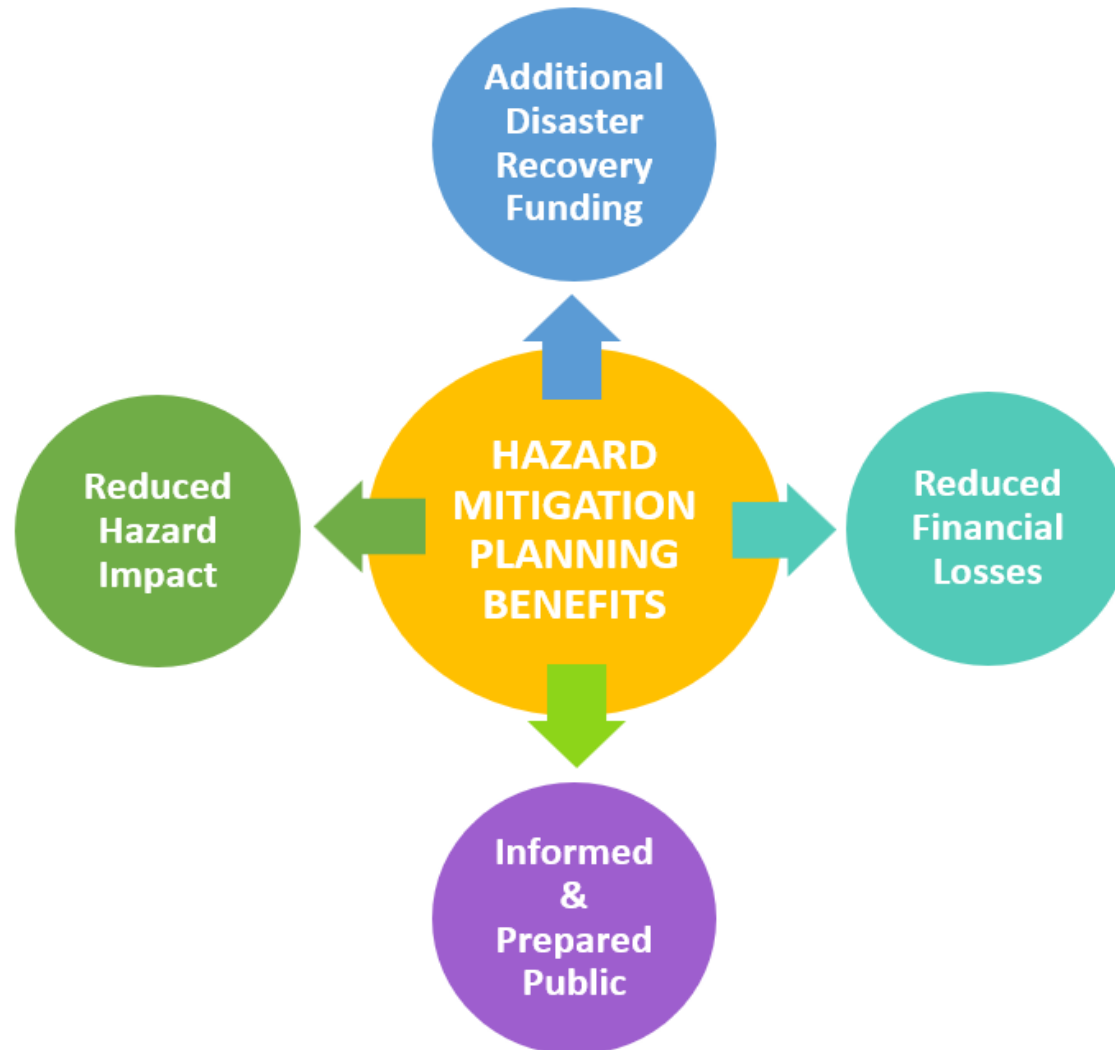 Additional
Disaster
Recovery
Funding
Reduced
Hazard
Impact
HAZARD
MITIGATION
PLANNING
BENEFITS
Reduced
Financial
Losses
Informed
&
Prepared
Public